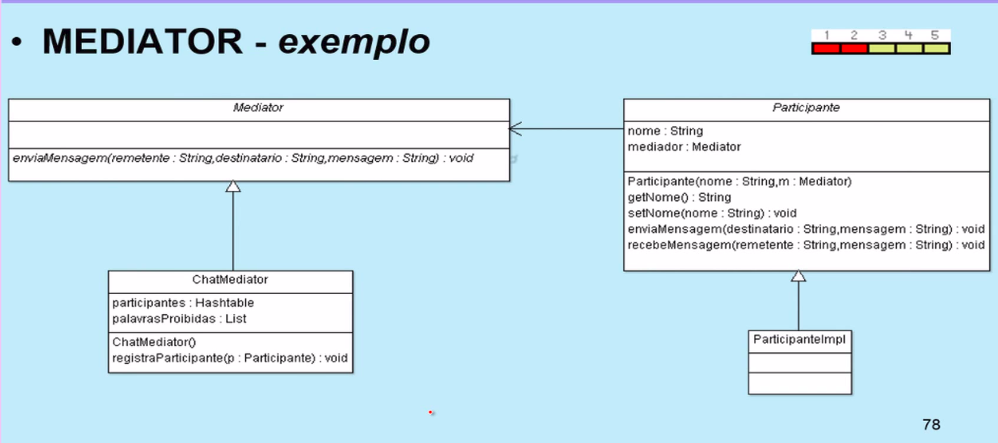 • MEDIATOR - exemplo
1 2 3 4 5
Mediator
enviaMensagem(remetente : String,destinatario : String,mensagem : String) : void
Participante
nome : String
mediador : Mediator
Participante(nome : String,m : Mediator)
getNome() : String
setNome(nome : String) : void
enviaMensagem(destinatario : String,mensagem : String) : void
recebeMensagem(remetente : String,mensagem : String) : void
ChatMediator
participantes : Hashtable
palavrasProibidas : List
ChatMediator()
registraParticipante(p : Participante) : void
ParticipanteImpl
78